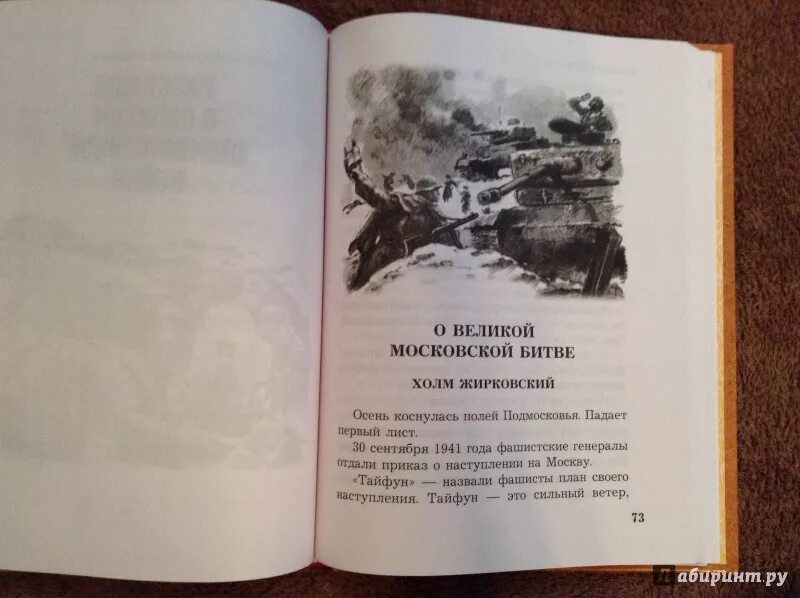 О ВЕЛИКОЙ
МОСКОВСКОЙ БИТВЕ
ХОЛМ ЖИРКОВСКИЙ
Осень коснулась полей Подмосковья. Падает
первый лист.
30 сентября 1941 года фашистские генералы
отдали приказ о наступлении на Москву.
«Тайфун» — назвали фашисты план своего
наступления. Тайфун — это сильный ветер,
73
Лабиринт.ру